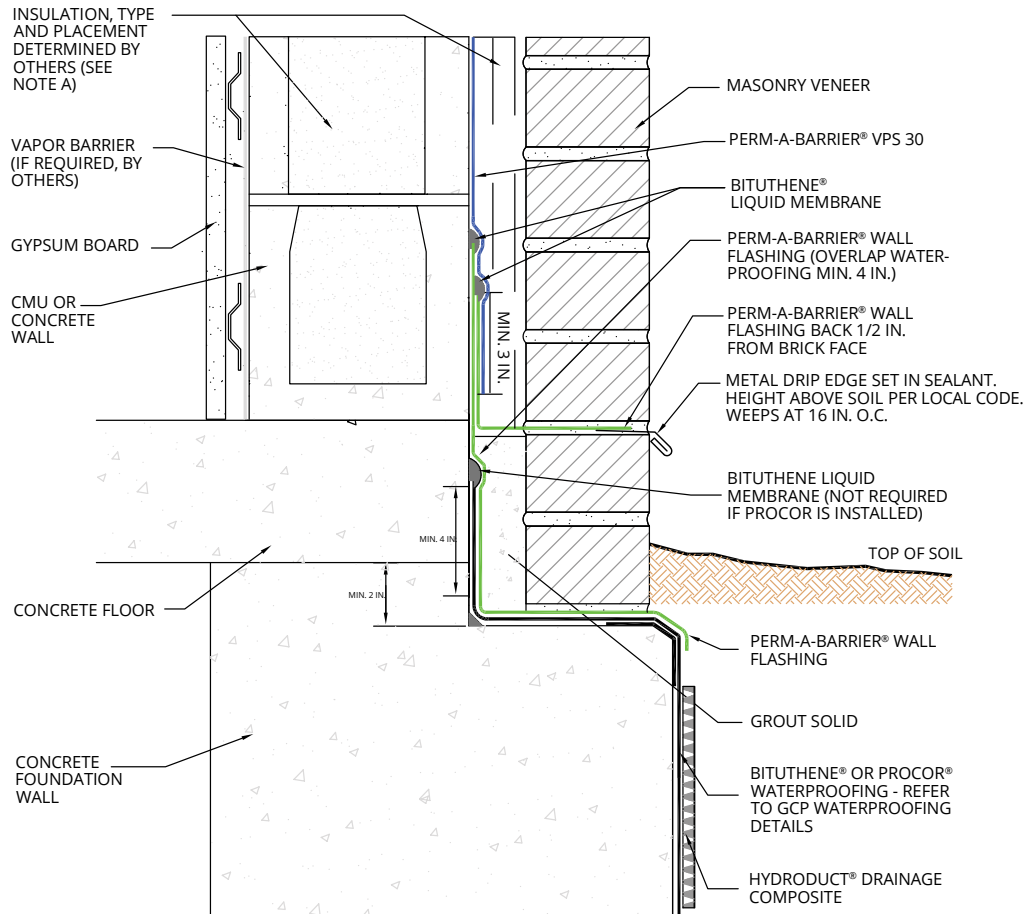 INSULATION, TYPE
AND PLACEMENT
DETERMINED BY
OTHERS (SEE
NOTE A)
VAPOR BARRIER
(IF REQUIRED, BY
OTHERS)
GYPSUM BOARD
CMU OR
CONCRETE
WALL
CONCRETE FLOOR
CONCRETE
FOUNDATION
WALL
MIN. 3 IN.
MIN. 4 IN.
MIN. 2 IN.
MASONRY VENEER
PERM-A-BARRIER® VPS 30
BITUTHENE®
LIQUID MEMBRANE
PERM-A-BARRIER® WALL
FLASHING (OVERLAP WATER-
PROOFING MIN. 4 IN.)
PERM-A-BARRIER® WALL
FLASHING BACK 1/2 IN.
FROM BRICK FACE
METAL DRIP EDGE SET IN SEALANT.
HEIGHT ABOVE SOIL PER LOCAL CODE.
WEEPS AT 16 IN. O.C.
BITUTHENE LIQUID
MEMBRANE (NOT REQUIRED
IF PROCOR IS INSTALLED)
TOP OF SOIL
PERM-A-BARRIER® WALL
FLASHING
GROUT SOLID
BITUTHENE® OR PROCOR®
WATERPROOFING - REFER
TO GCP WATERPROOFING
DETAILS
HYDRODUCT® DRAINAGE
COMPOSITE